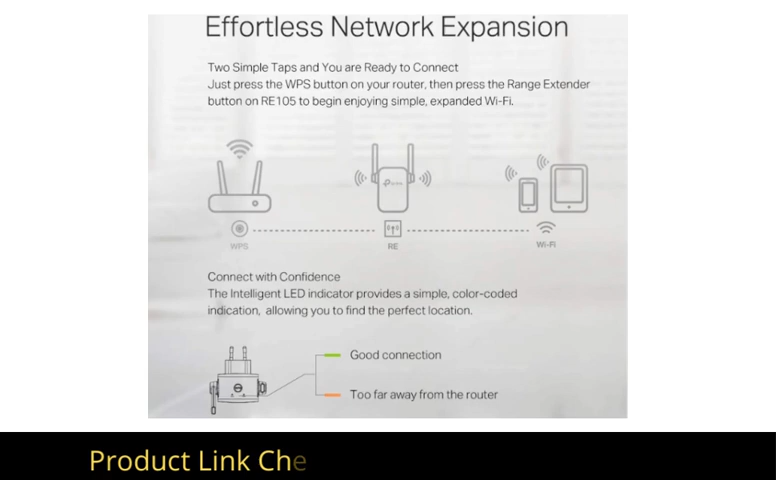 Effortless Network Expansion
Two Simple Taps and You are Ready to Connect
Just press the WPS button on your router, then press the Range Extender
button on RE105 to begin enjoying simple, expanded Wi-Fi.
WPS
RE
Wi-Fi
Connect with Confidence
The Intelligent LED indicator provides a simple, color-coded
indication, allowing you to find the perfect location.
Good connection
Too far away from the router
Product Link Che